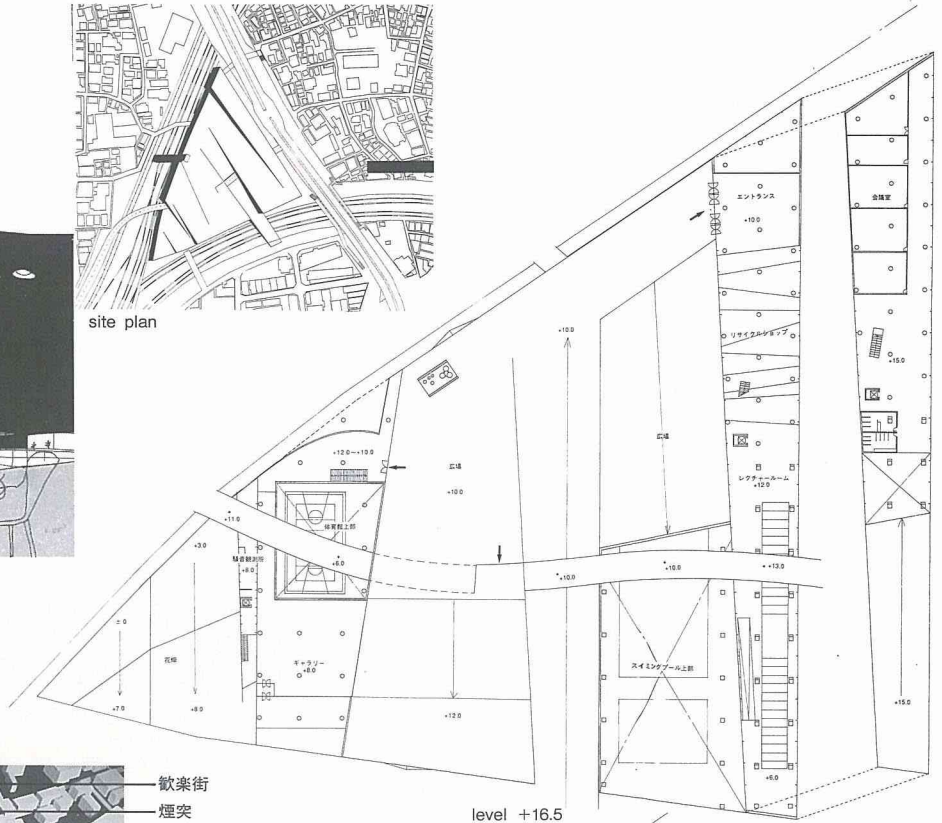 site plan
エントランス
+10.0
会議室
リサイクルショップ
+15.0
+10.0
広場
広場
+10.0
+12.0〜+10.0
レクチャールーム
+12.0
体育館上部
+6.0
+11.0
+3.0
騒音観測所
+8.0
+10.0
+10.0
+13.0
±0
花畑
ギャラリー
+8.0
スイミングプール上部
+7.0
+8.0
+12.0
+15.0
+6.0
level +16.5
歓楽街
煙突